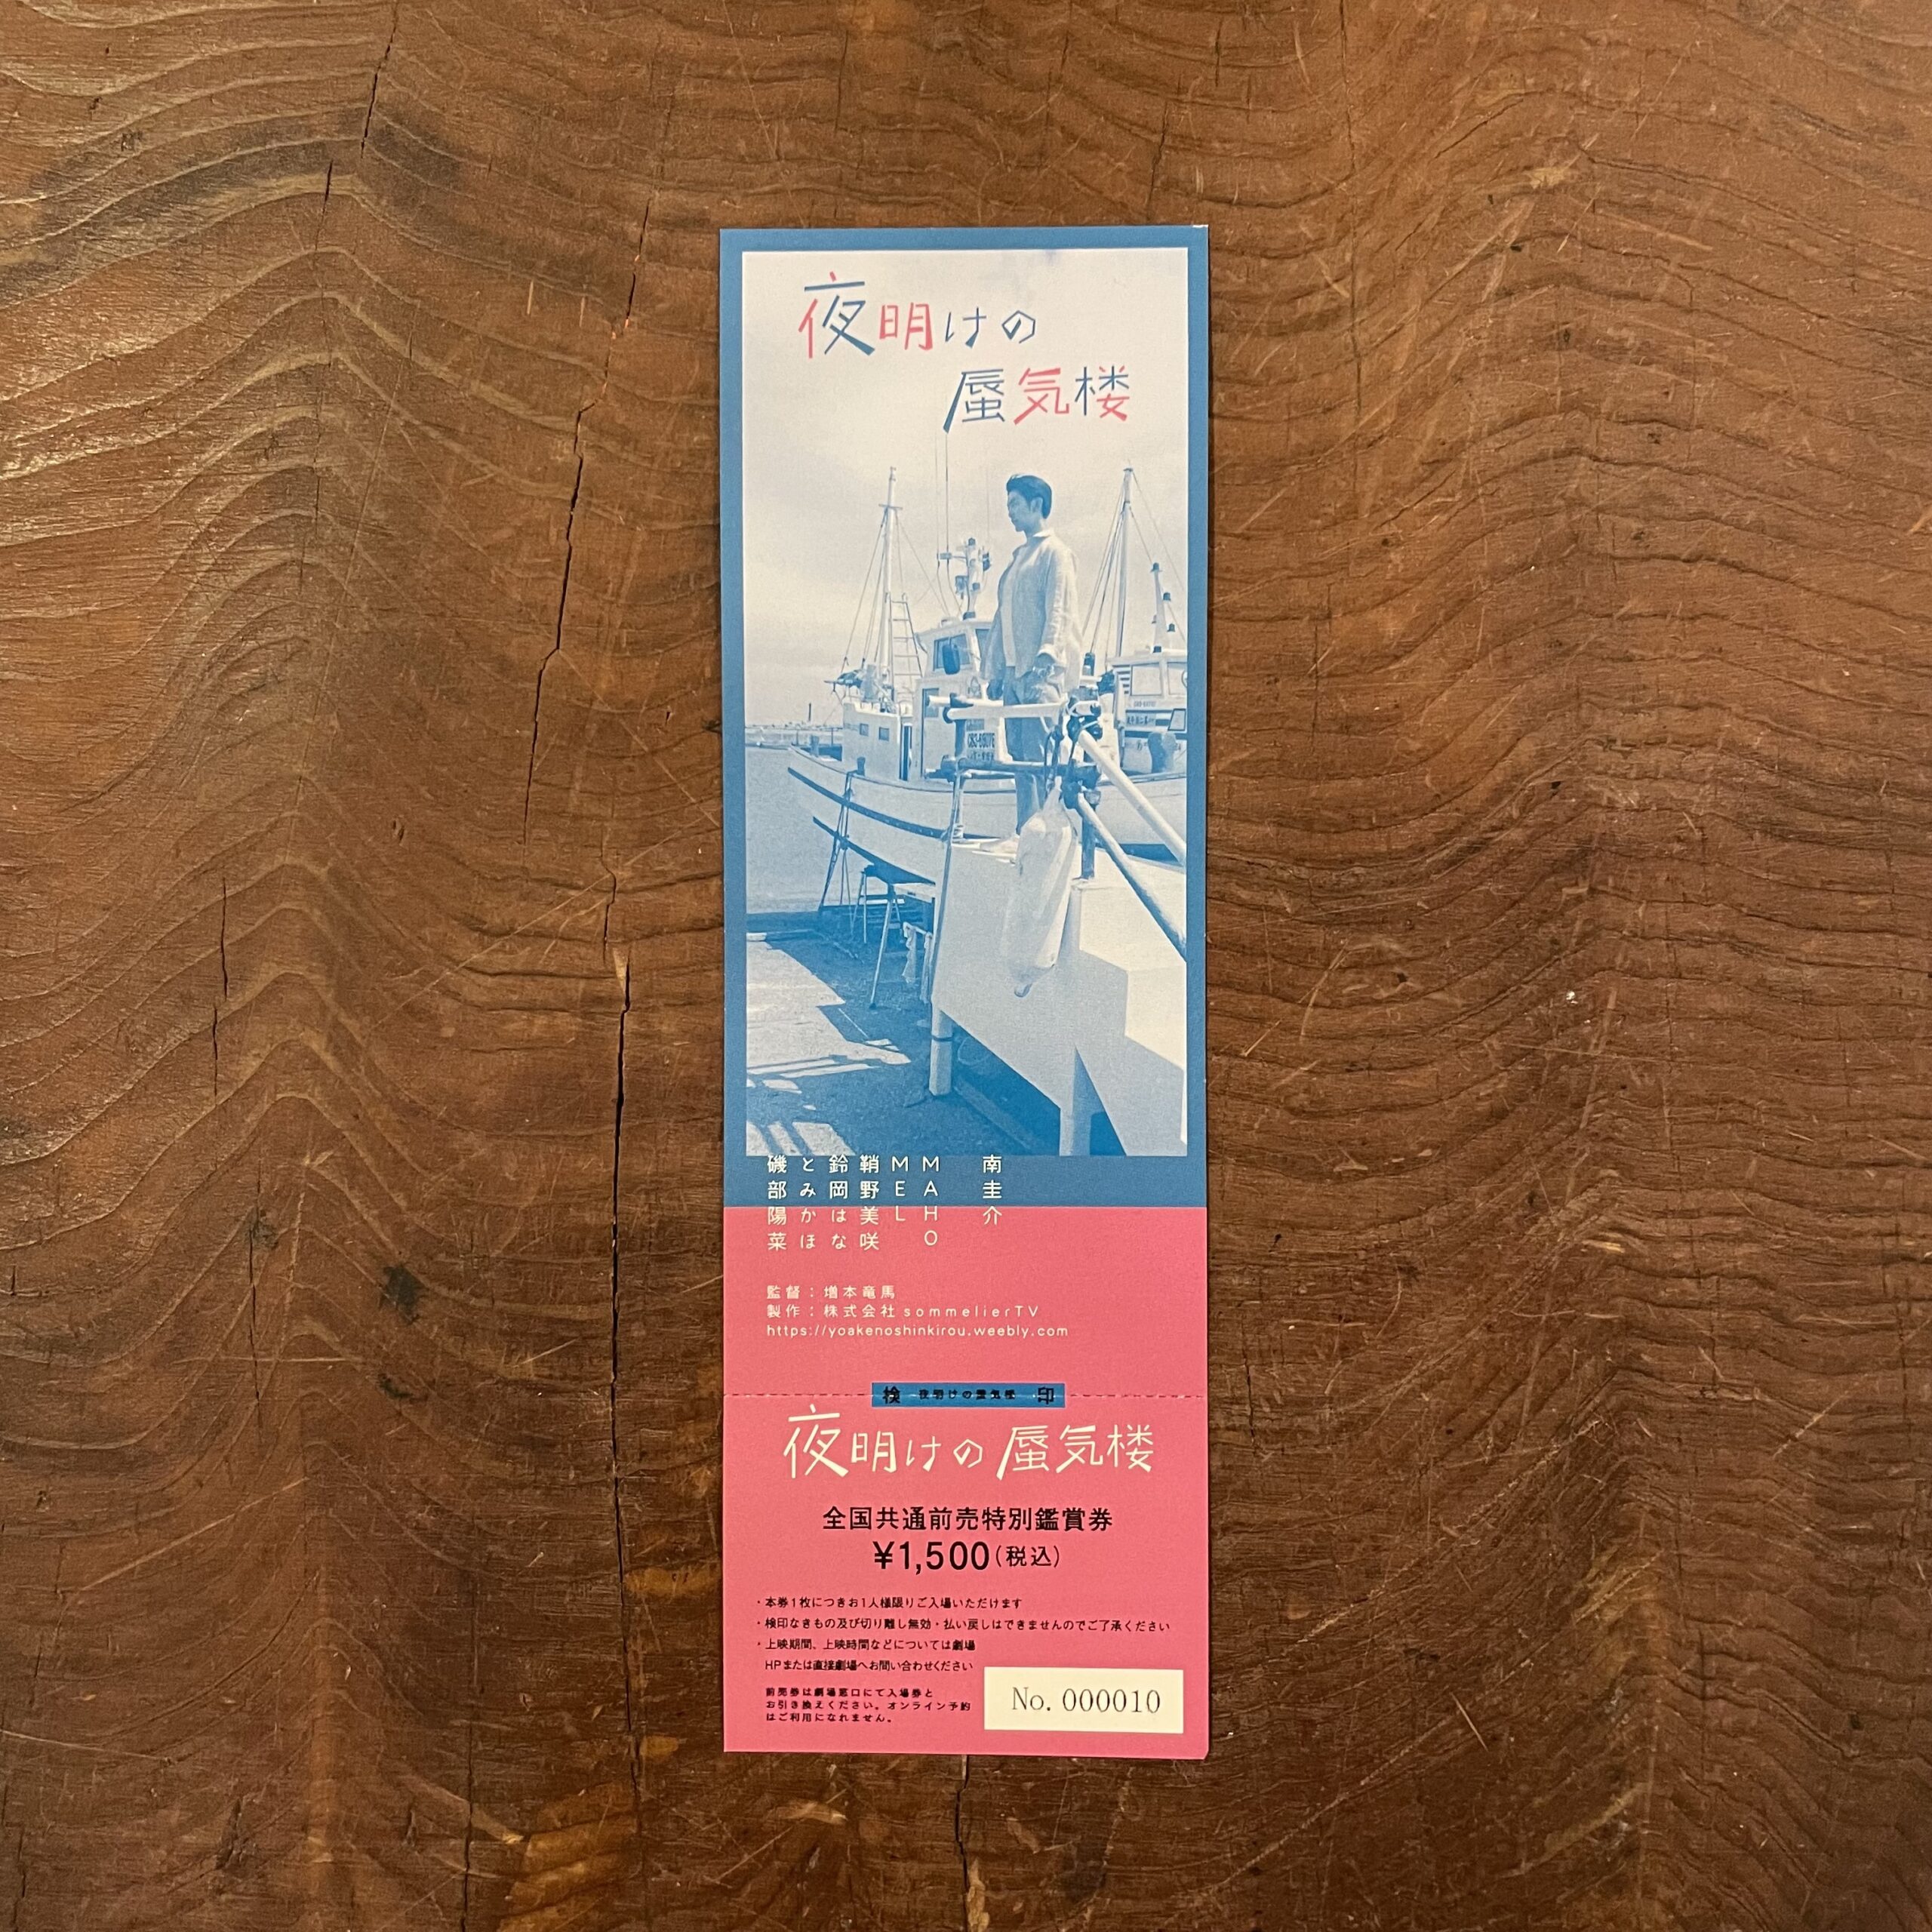 夜明けの
蜃気楼
南圭介
MAHO
MEL
鞘野美咲
鈴岡はな
とみかほ
磯部陽菜
監督：増本竜馬
製作：株式会社sommelierTV
https://yoakenoshinkirou.weebly.com
検 夜明けの蜃気楼 印
夜明けの蜃気楼
全国共通前売特別鑑賞券
¥1,500（税込）
・本券1枚につきお1人様限りご入場いただけます
・検印なきもの及び切り離し無効・払い戻しはできませんのでご了承ください
・上映期間、上映時間などについては劇場
HPまたは直接劇場へお問い合わせください
前売券は劇場窓口にて入場券と
お引き換えください。オンライン予約
はご利用になれません。
No. 000010